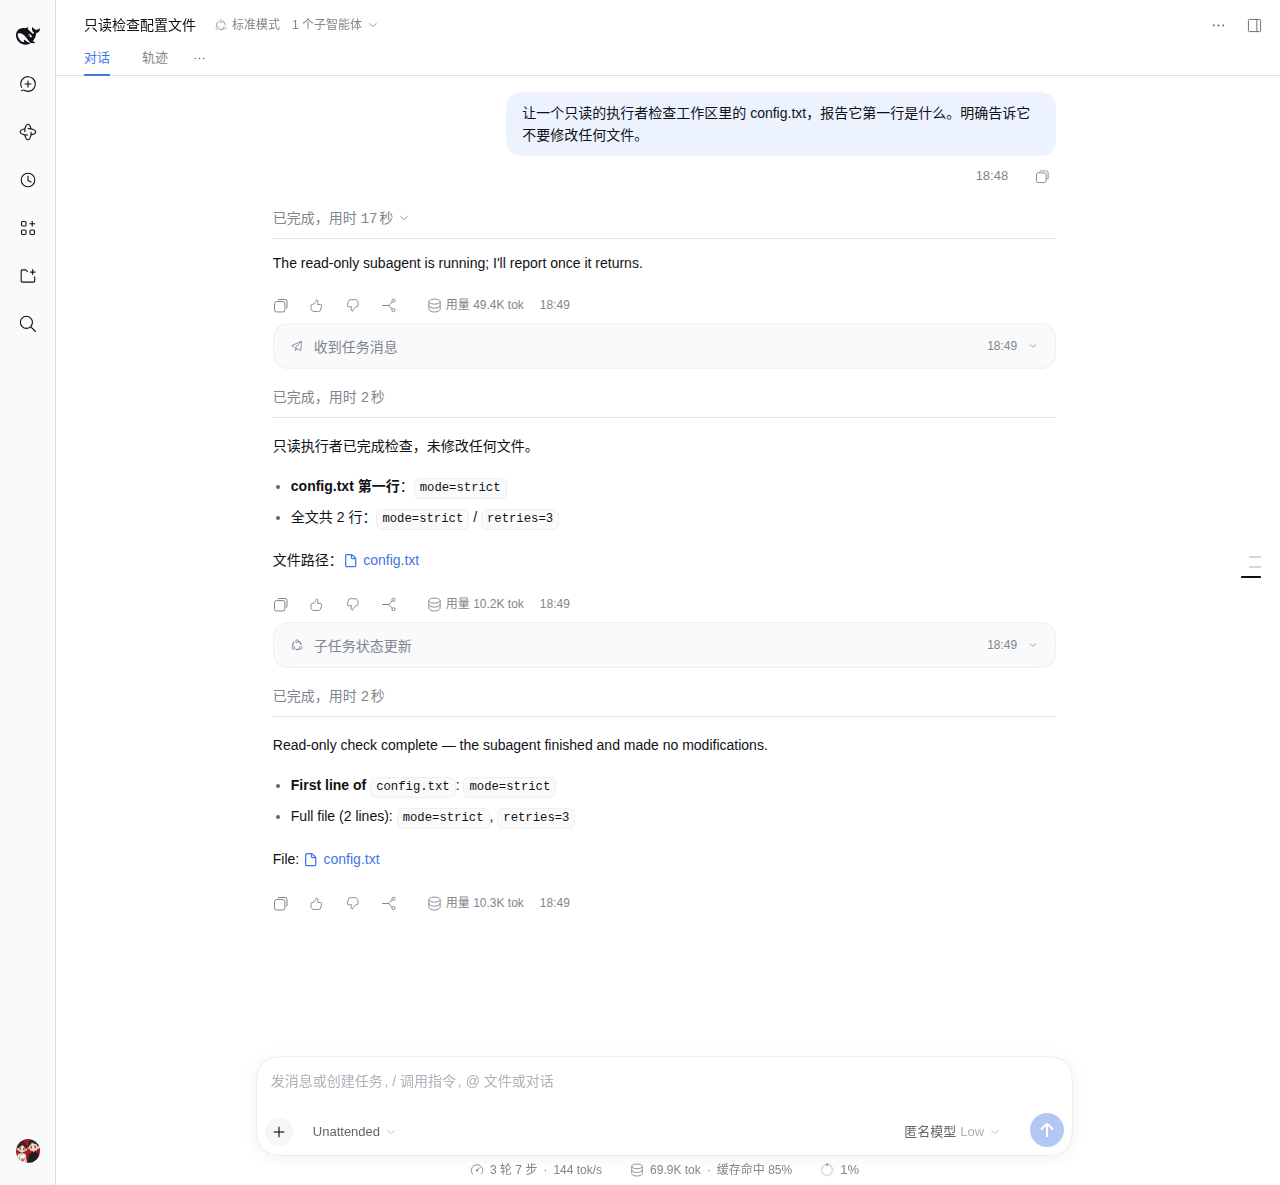 只读检查配置文件 标准模式 1 个子智能体
对话 轨迹 ···
让一个只读的执行者检查工作区里的 config.txt，报告它第一行是什么。明确告诉它
不要修改任何文件。
18:48
已完成，用时 17 秒
The read-only subagent is running; I'll report once it returns.
用量 49.4K tok 18:49
收到任务消息 18:49
已完成，用时 2 秒
只读执行者已完成检查，未修改任何文件。
• config.txt 第一行： mode=strict
• 全文共 2 行： mode=strict / retries=3
文件路径： config.txt
用量 10.2K tok 18:49
子任务状态更新 18:49
已完成，用时 2 秒
Read-only check complete — the subagent finished and made no modifications.
• First line of config.txt: mode=strict
• Full file (2 lines): mode=strict, retries=3
File: config.txt
用量 10.3K tok 18:49
发消息或创建任务, / 调用指令, @ 文件或对话
Unattended 匿名模型 Low
3 轮 7 步 · 144 tok/s 69.9K tok · 缓存命中 85% 1%